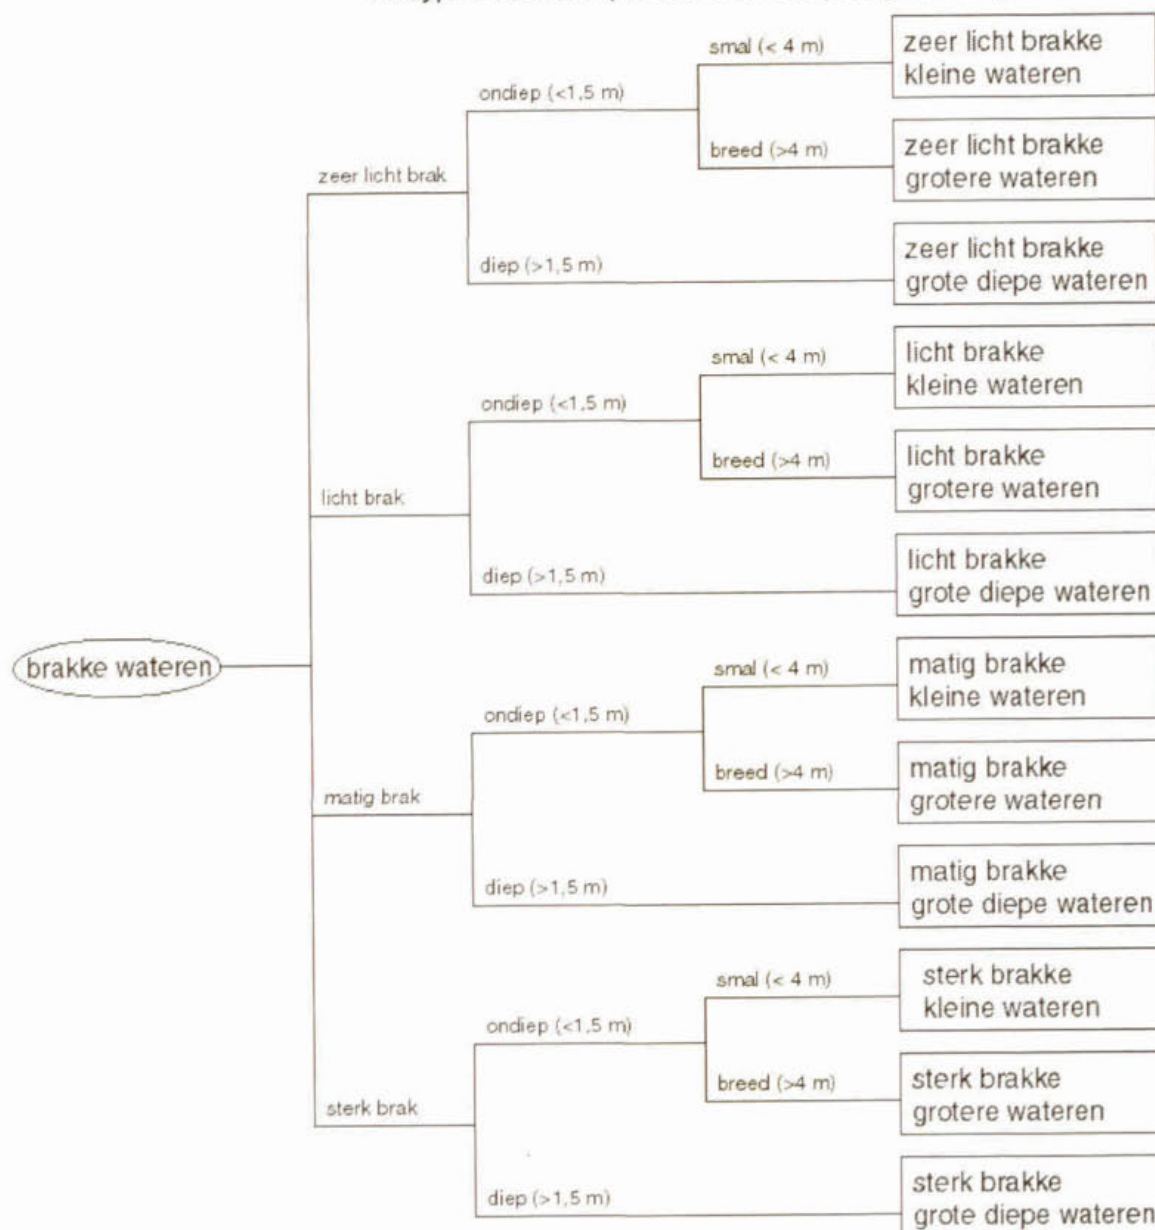 smal (< 4 m)
zeer licht brakke
kleine wateren
ondiep (<1,5 m)
breed (>4 m)
zeer licht brakke
grotere wateren
zeer licht brak
diep (>1,5 m)
zeer licht brakke
grote diepe wateren
smal (< 4 m)
licht brakke
kleine wateren
ondiep (<1,5 m)
breed (>4 m)
licht brakke
grotere wateren
licht brak
diep (>1,5 m)
licht brakke
grote diepe wateren
brakke wateren
smal (< 4 m)
matig brakke
kleine wateren
ondiep (<1,5 m)
breed (>4 m)
matig brakke
grotere wateren
matig brak
diep (>1,5 m)
matig brakke
grote diepe wateren
smal (< 4 m)
sterk brakke
kleine wateren
ondiep (<1,5 m)
breed (>4 m)
sterk brakke
grotere wateren
sterk brak
diep (>1,5 m)
sterk brakke
grote diepe wateren